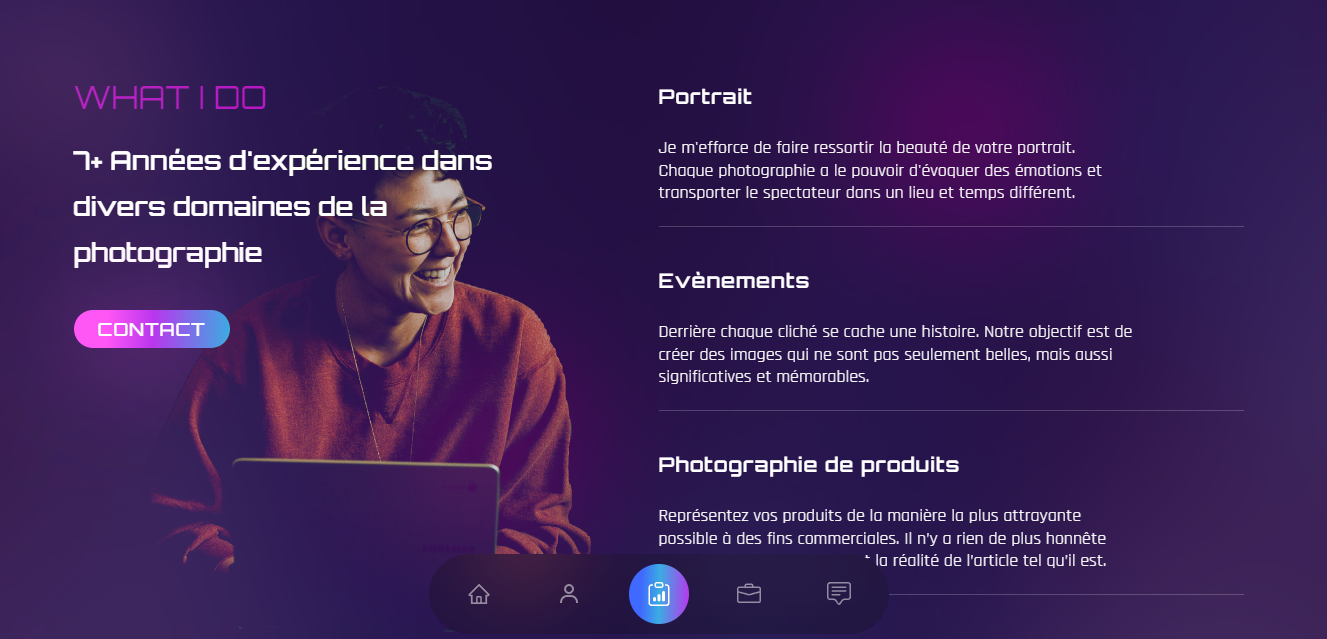 WHAT I DO
7+ Années d'expérience dans
divers domaines de la
photographie
CONTACT
Portrait
Je m'efforce de faire ressortir la beauté de votre portrait.
Chaque photographie a le pouvoir d'évoquer des émotions et
transporter le spectateur dans un lieu et temps différent.
Evènements
Derrière chaque cliché se cache une histoire. Notre objectif est de
créer des images qui ne sont pas seulement belles, mais aussi
significatives et mémorables.
Photographie de produits
Représentez vos produits de la manière la plus attrayante
possible à des fins commerciales. Il n'y a rien de plus honnête
la réalité de l'article tel qu'il est.